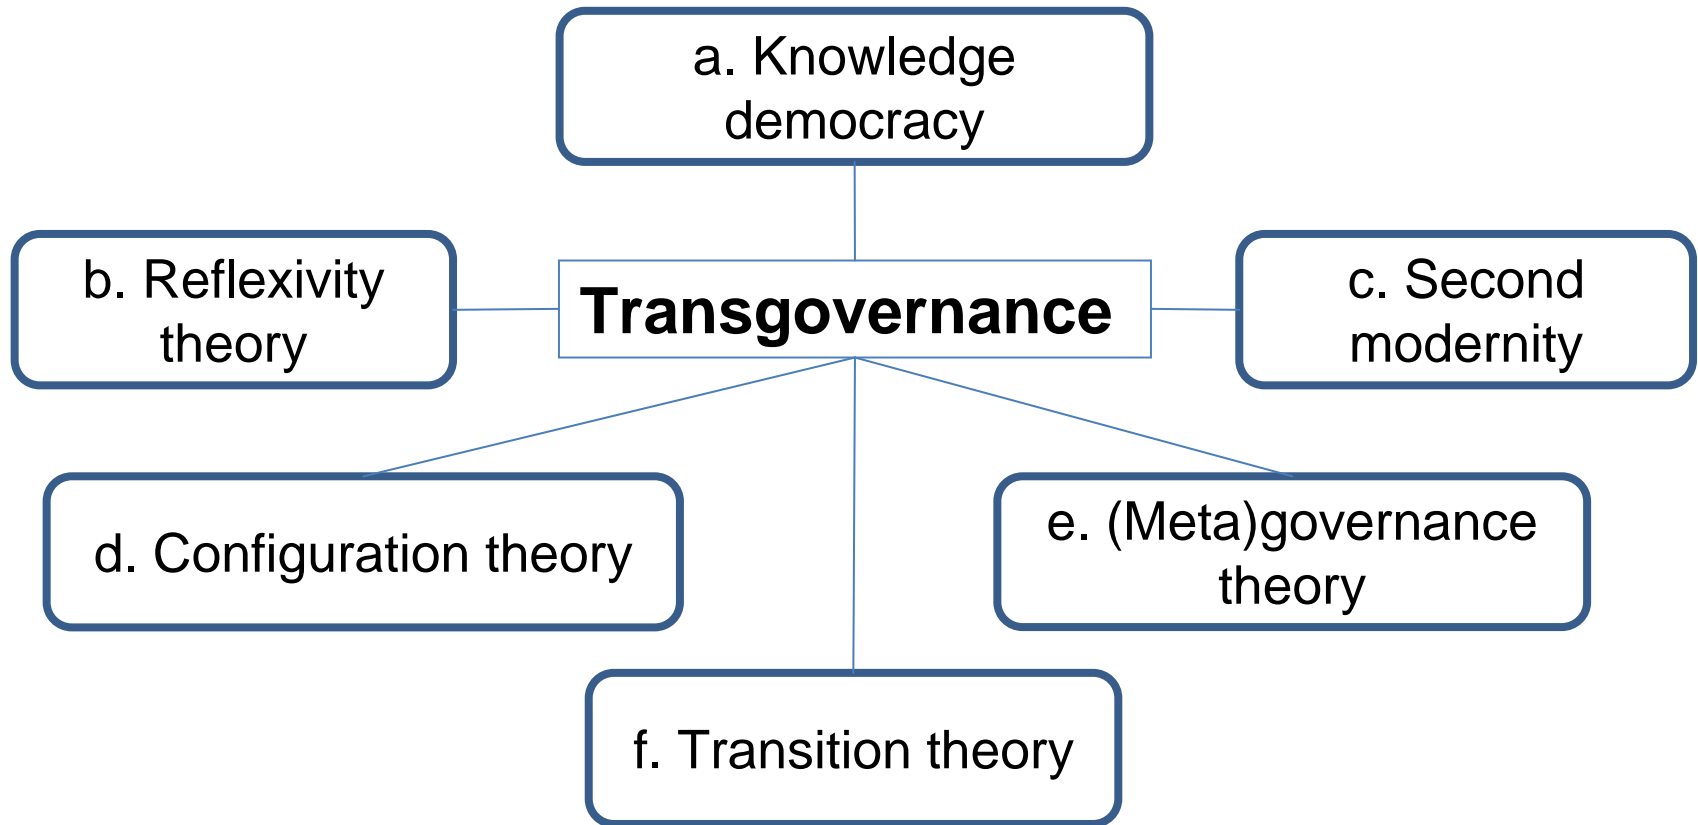 a. Knowledge
democracy
b. Reflexivity
theory
Transgovernance
c. Second
modernity
d. Configuration theory
e. (Meta)governance
theory
f. Transition theory